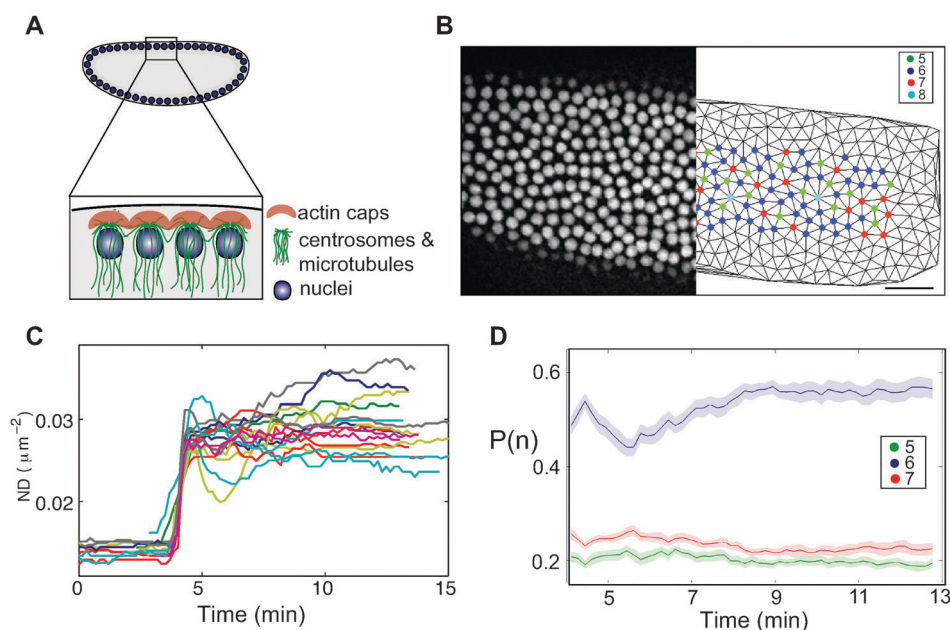 A
actin caps
centrosomes &
microtubules
nuclei
B
5
6
7
8
C
ND ( μm⁻²)
0.03
0.02
0
5
10
15
Time (min)
D
P(n)
0.6
0.4
0.2
5
6
7
5
7
9
11
13
Time (min)